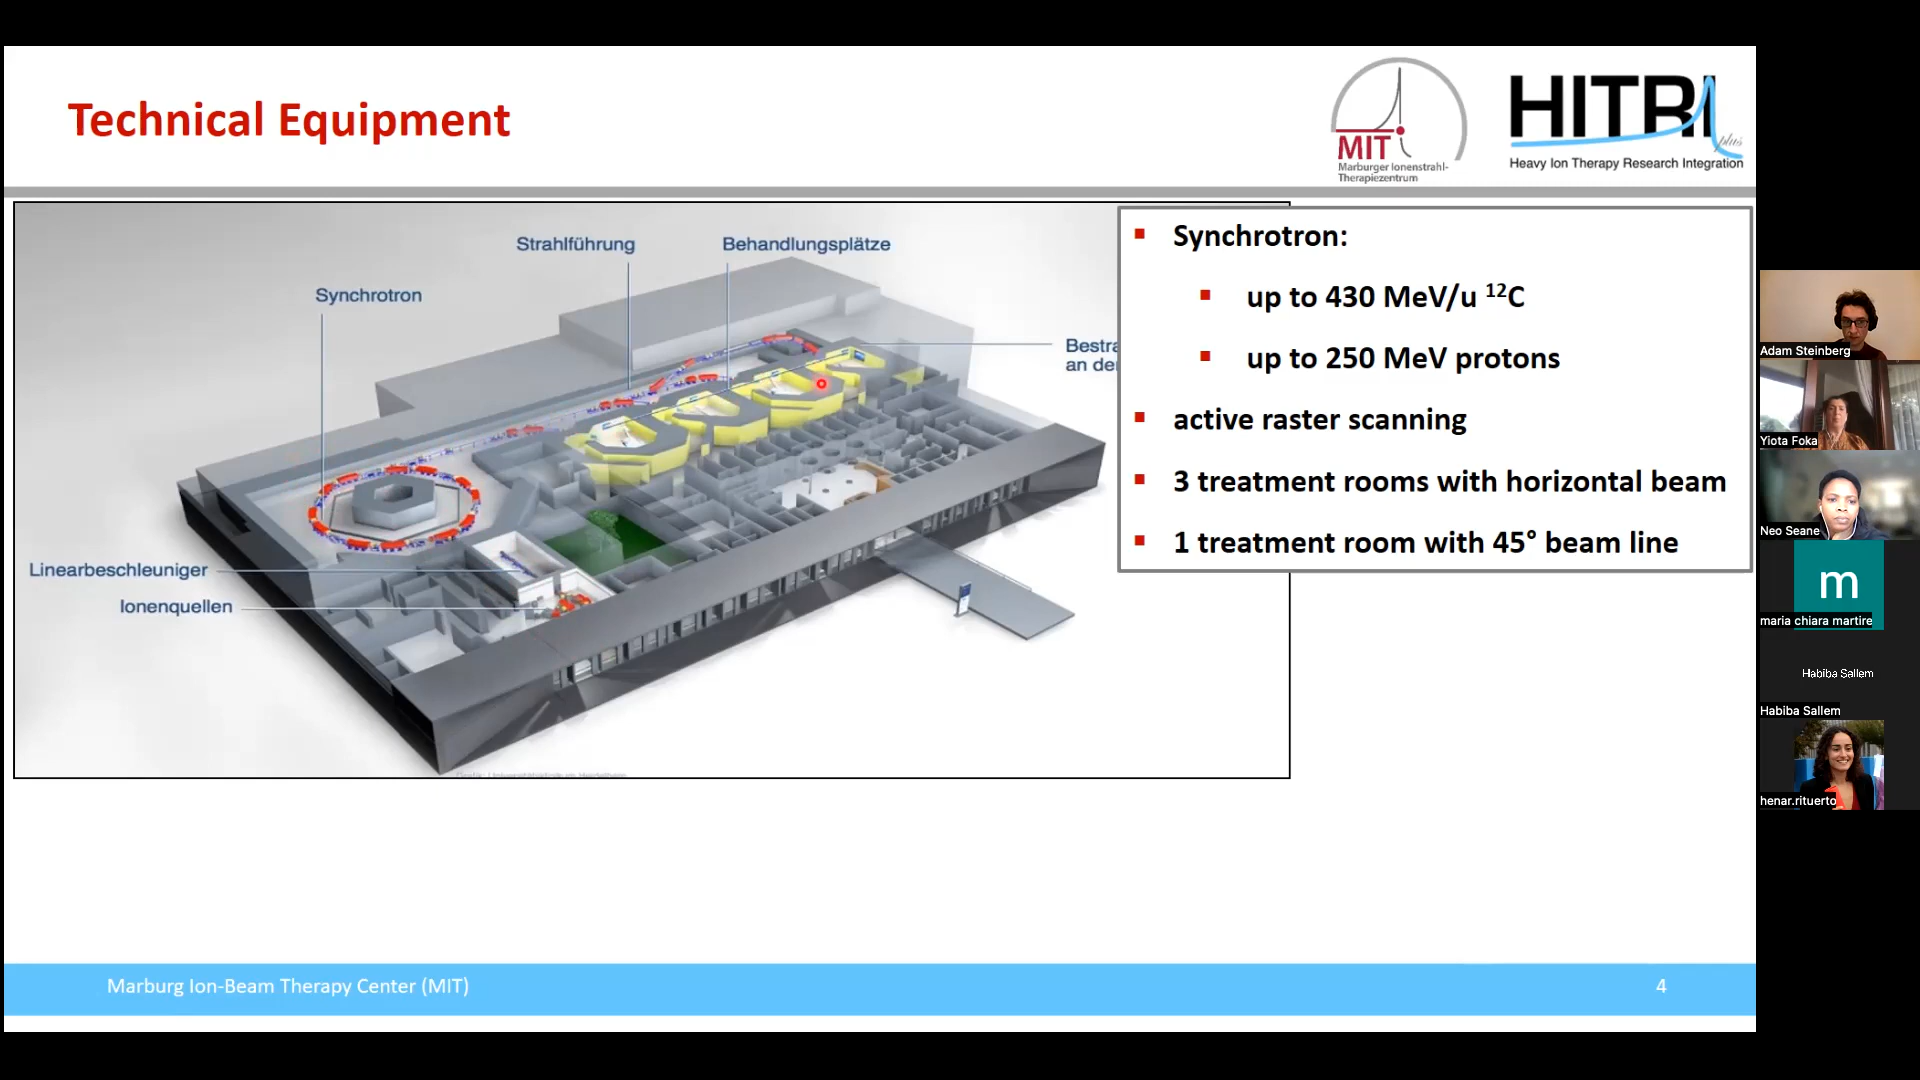 Technical Equipment
MIT
Marburger Ionenstrahl-
Therapiezentrum
HITRI
plus
Heavy Ion Therapy Research Integration
Strahlführung
Behandlungsplätze
Synchrotron
Bestra
an de
Linearbeschleuniger
Ionenquellen
Synchrotron:
up to 430 MeV/u ¹²C
up to 250 MeV protons
active raster scanning
3 treatment rooms with horizontal beam
1 treatment room with 45° beam line
Marburg Ion-Beam Therapy Center (MIT)
4
Adam Steinberg
Yiota Foka
Neo Seane
m
maria chiara martire
Habiba Sallem
Habiba Sallem
henar.rituerto